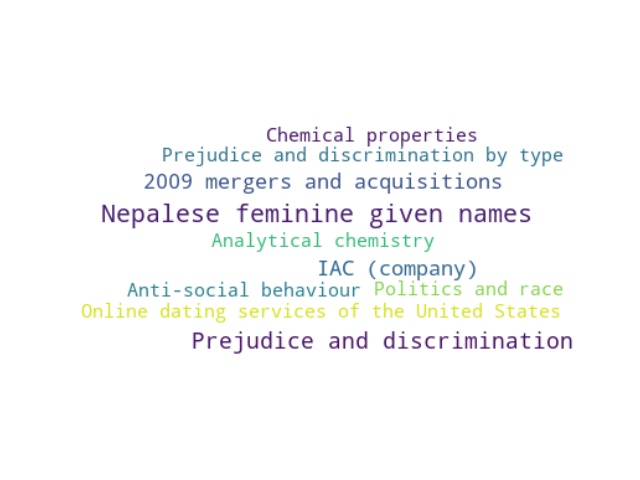 Chemical properties
Prejudice and discrimination by type
2009 mergers and acquisitions
Nepalese feminine given names
Analytical chemistry
IAC (company)
Anti-social behaviour Politics and race
Online dating services of the United States
Prejudice and discrimination